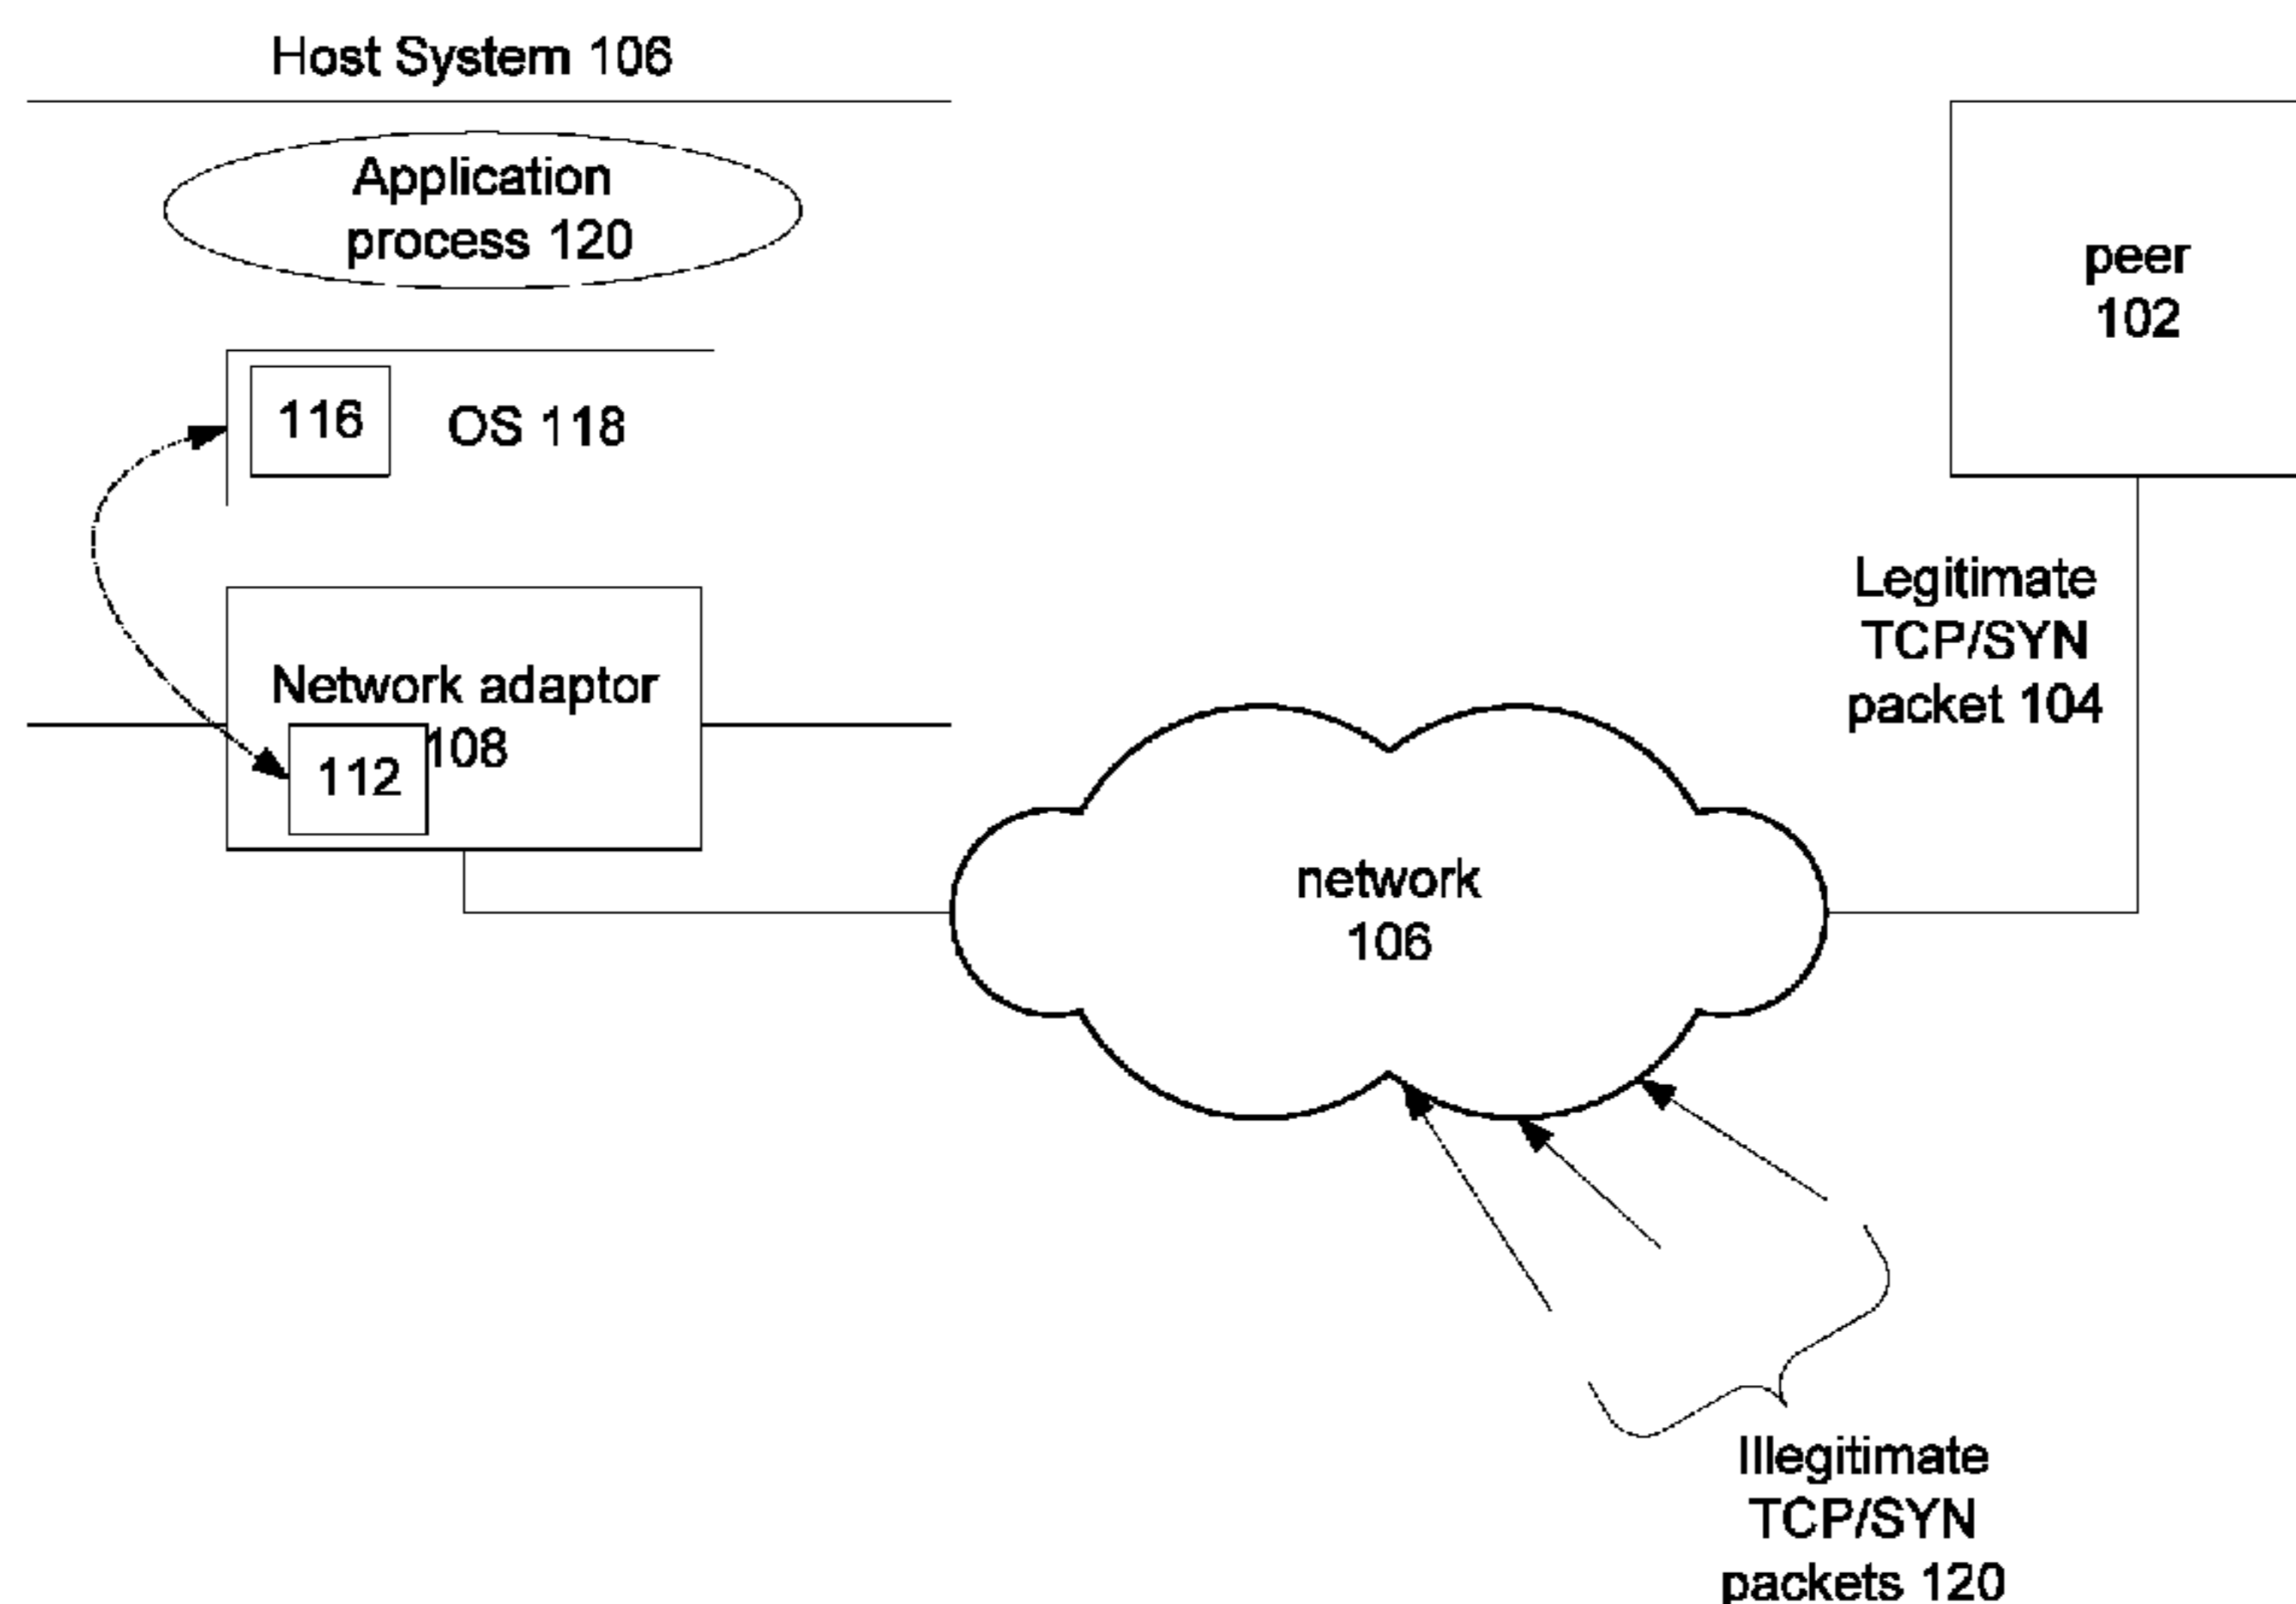 Host System 106
Application
process 120
116
OS 118
Network adaptor
108
112
peer
102
Legitimate
TCP/SYN
packet 104
network
106
Illegitimate
TCP/SYN
packets 120